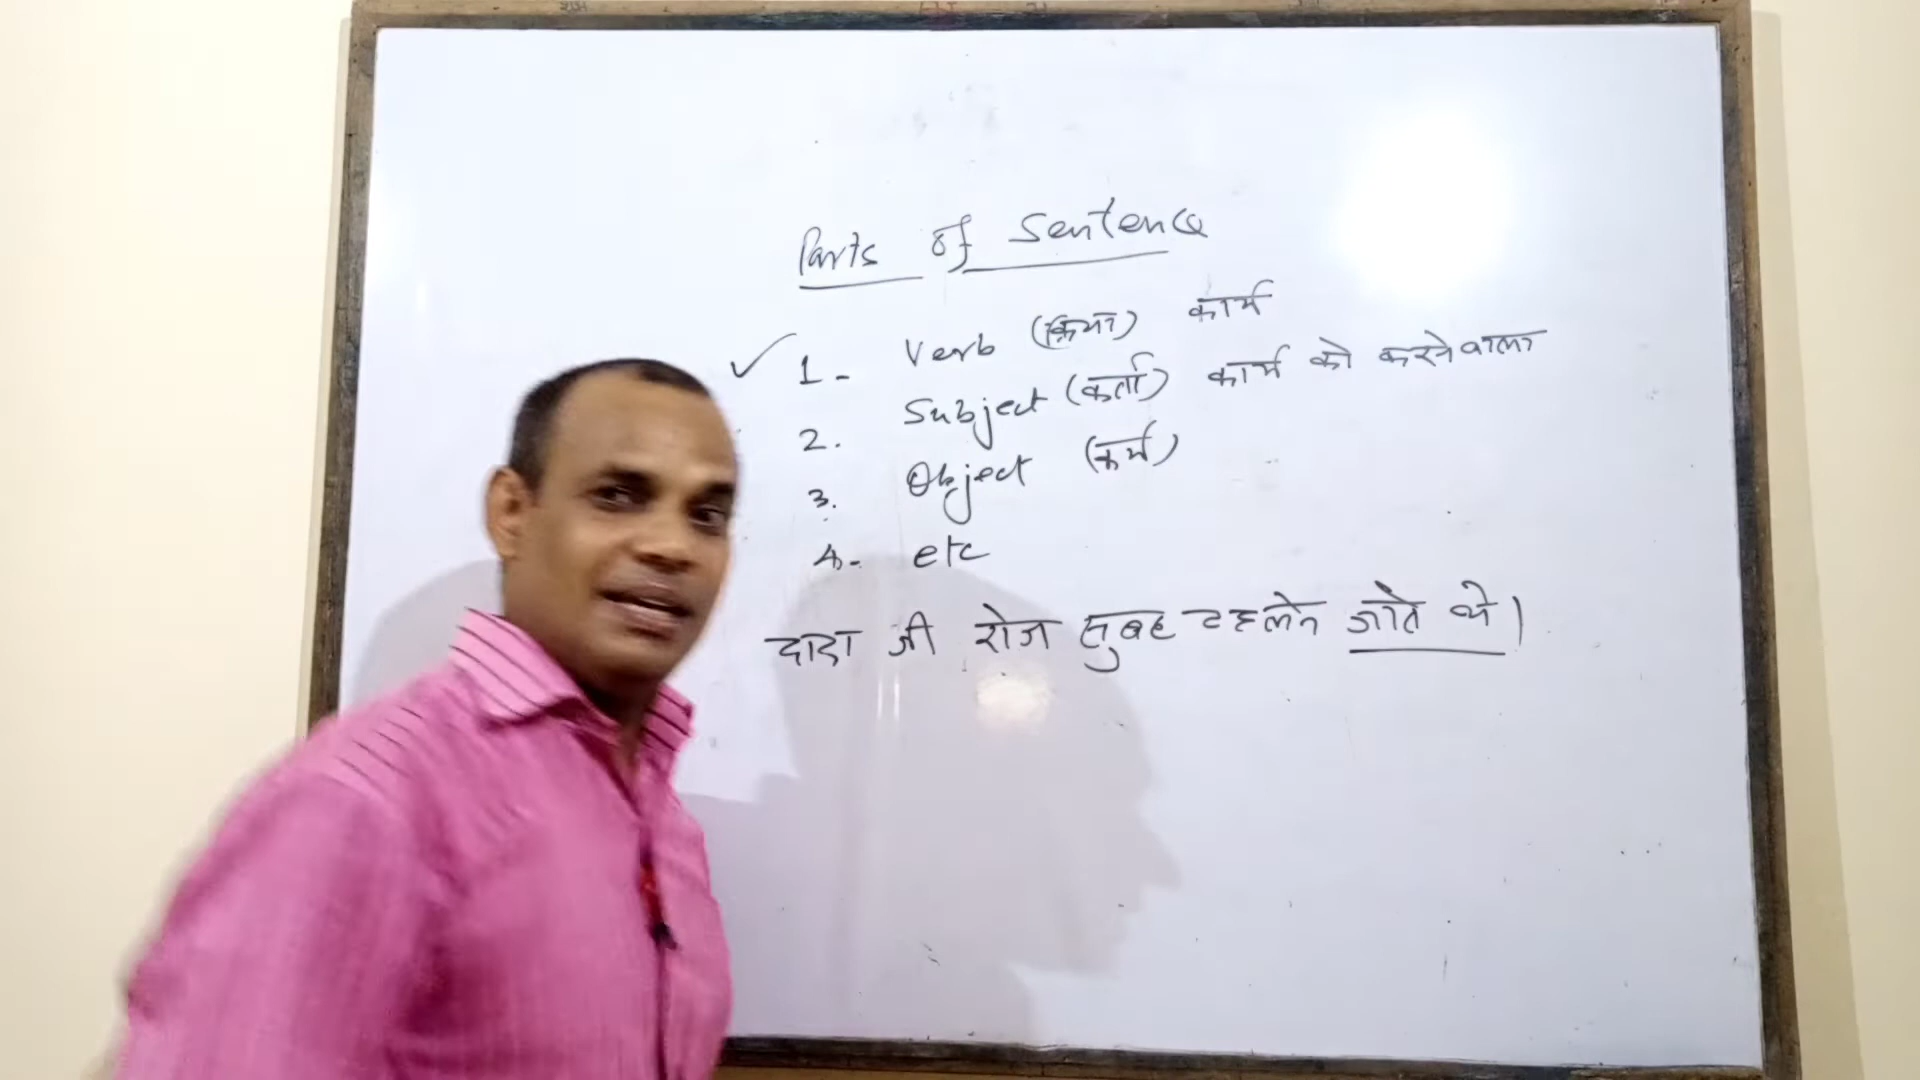 Parts of Sentence
1- Verb (क्रिया) कार्य
2. Subject (कर्ता) कार्य को करने वाला
3. Object (कर्म)
4- etc
दादा जी रोज सुबह टहलने जाते थे।